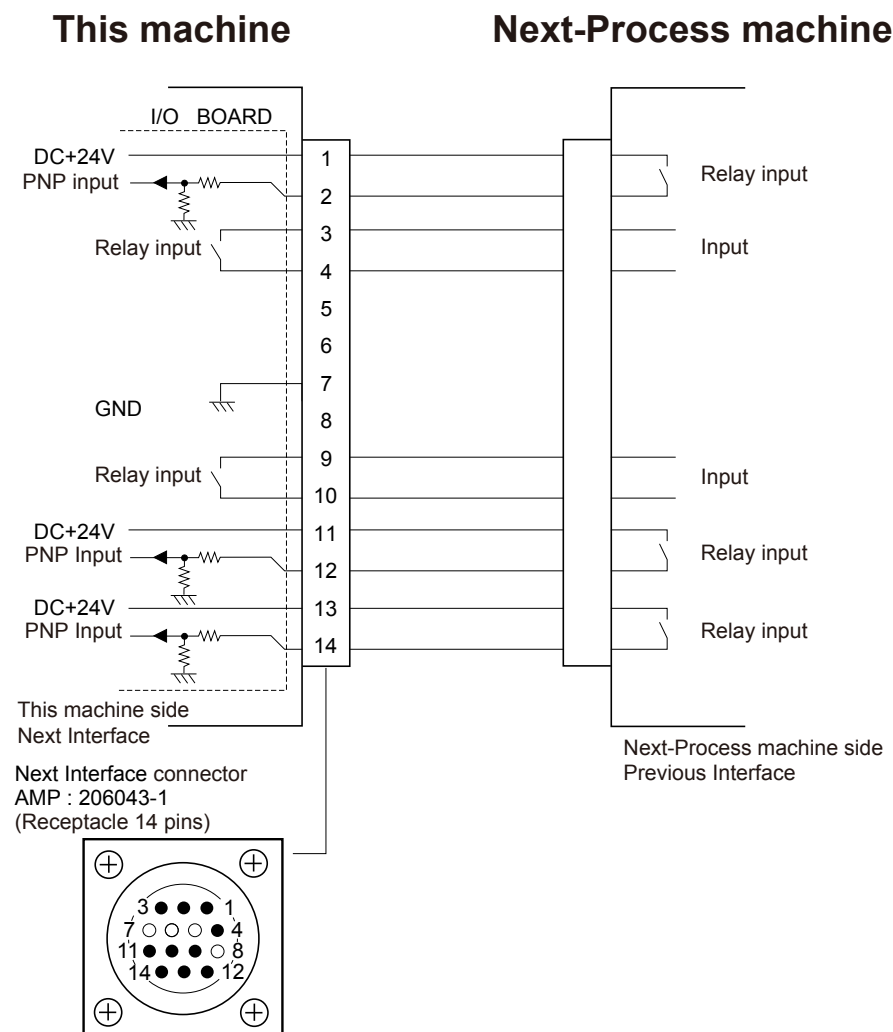 This machine
Next-Process machine
I/O BOARD
DC+24V
PNP input
Relay input
GND
Relay input
DC+24V
PNP Input
DC+24V
PNP Input
1
2
3
4
5
6
7
8
9
10
11
12
13
14
Relay input
Input
Input
Relay input
Relay input
This machine side
Next Interface
Next-Process machine side
Previous Interface
Next Interface connector
AMP : 206043-1
(Receptacle 14 pins)
3 1
7 4
11 8
14 12